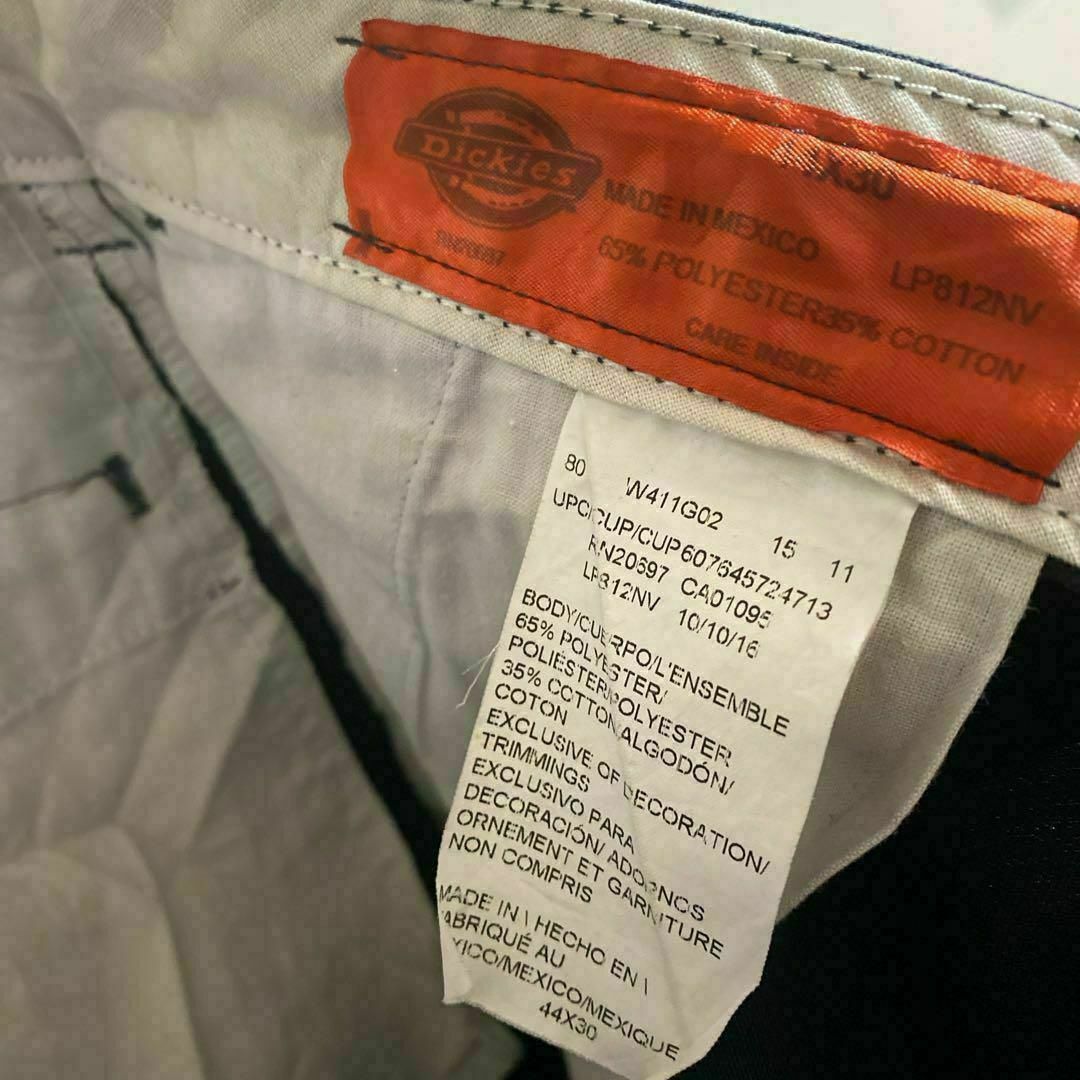 Dickies
X30
MADE IN MEXICO
LP812NV
65% POLYESTER35% COTTON
CARE INSIDE
80 W411G02 15 11
UPC/CUP/CUP607645724713
RN20697 CA01095
LP812NV 10/10/16
BODY/CUERPO/L'ENSEMBLE
65% POLYESTER/
POLIÉSTER/POLYESTER
35% COTTON/ALGODÓN/
COTON
EXCLUSIVE OF DECORATION/
TRIMMINGS
EXCLUSIVO PARA
DECORACIÓN/ ADORNOS
ORNEMENT ET GARNITURE
NON COMPRIS
MADE IN \ HECHO EN \
FABRIQUÉ AU
XICO/MEXICO/MEXIQUE
44X30